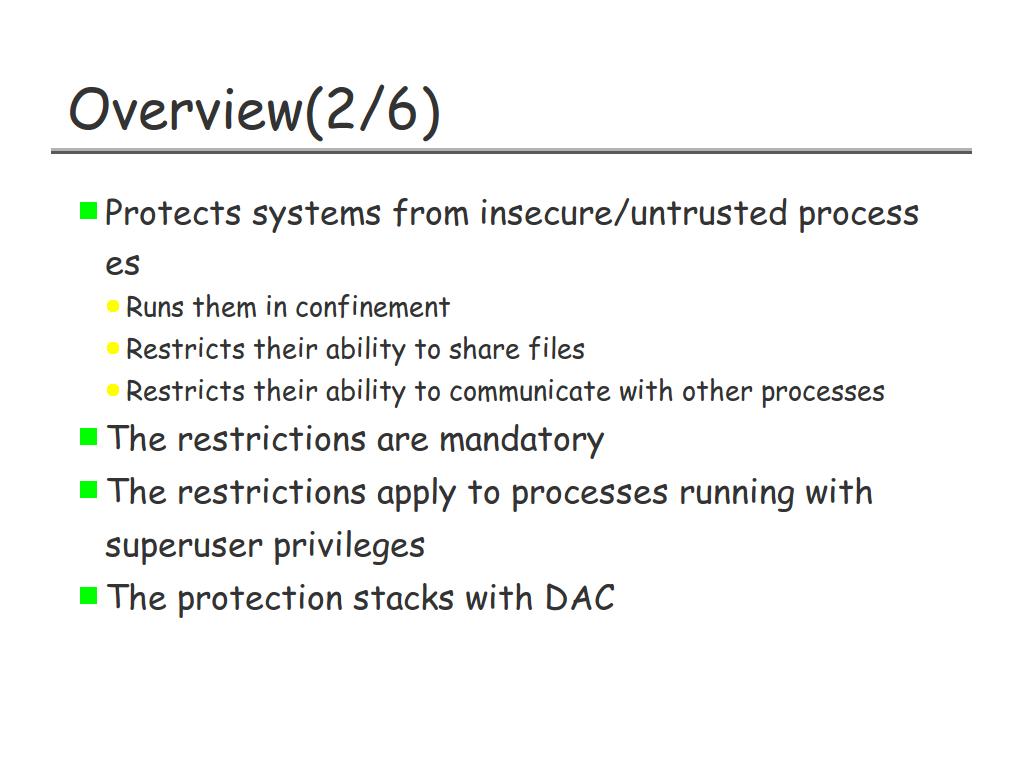 Overview(2/6)
Protects systems from insecure/untrusted process
es
Runs them in confinement
Restricts their ability to share files
Restricts their ability to communicate with other processes
The restrictions are mandatory
The restrictions apply to processes running with
superuser privileges
The protection stacks with DAC